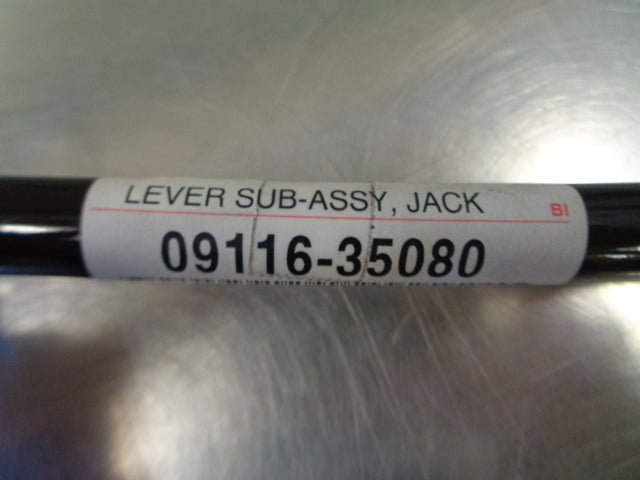 LEVER SUB-ASSY, JACK
BI
09116-35080